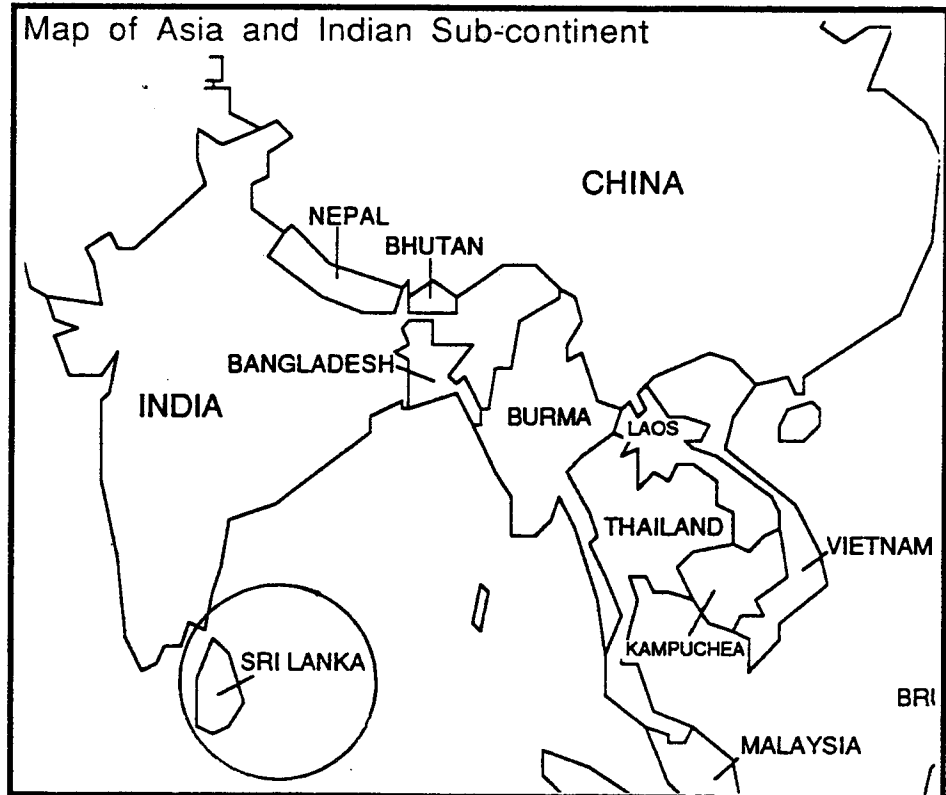 Map of Asia and Indian Sub-continent
CHINA
NEPAL
BHUTAN
BANGLADESH
INDIA
BURMA
LAOS
THAILAND
VIETNAM
KAMPUCHEA
SRI LANKA
BRI
MALAYSIA